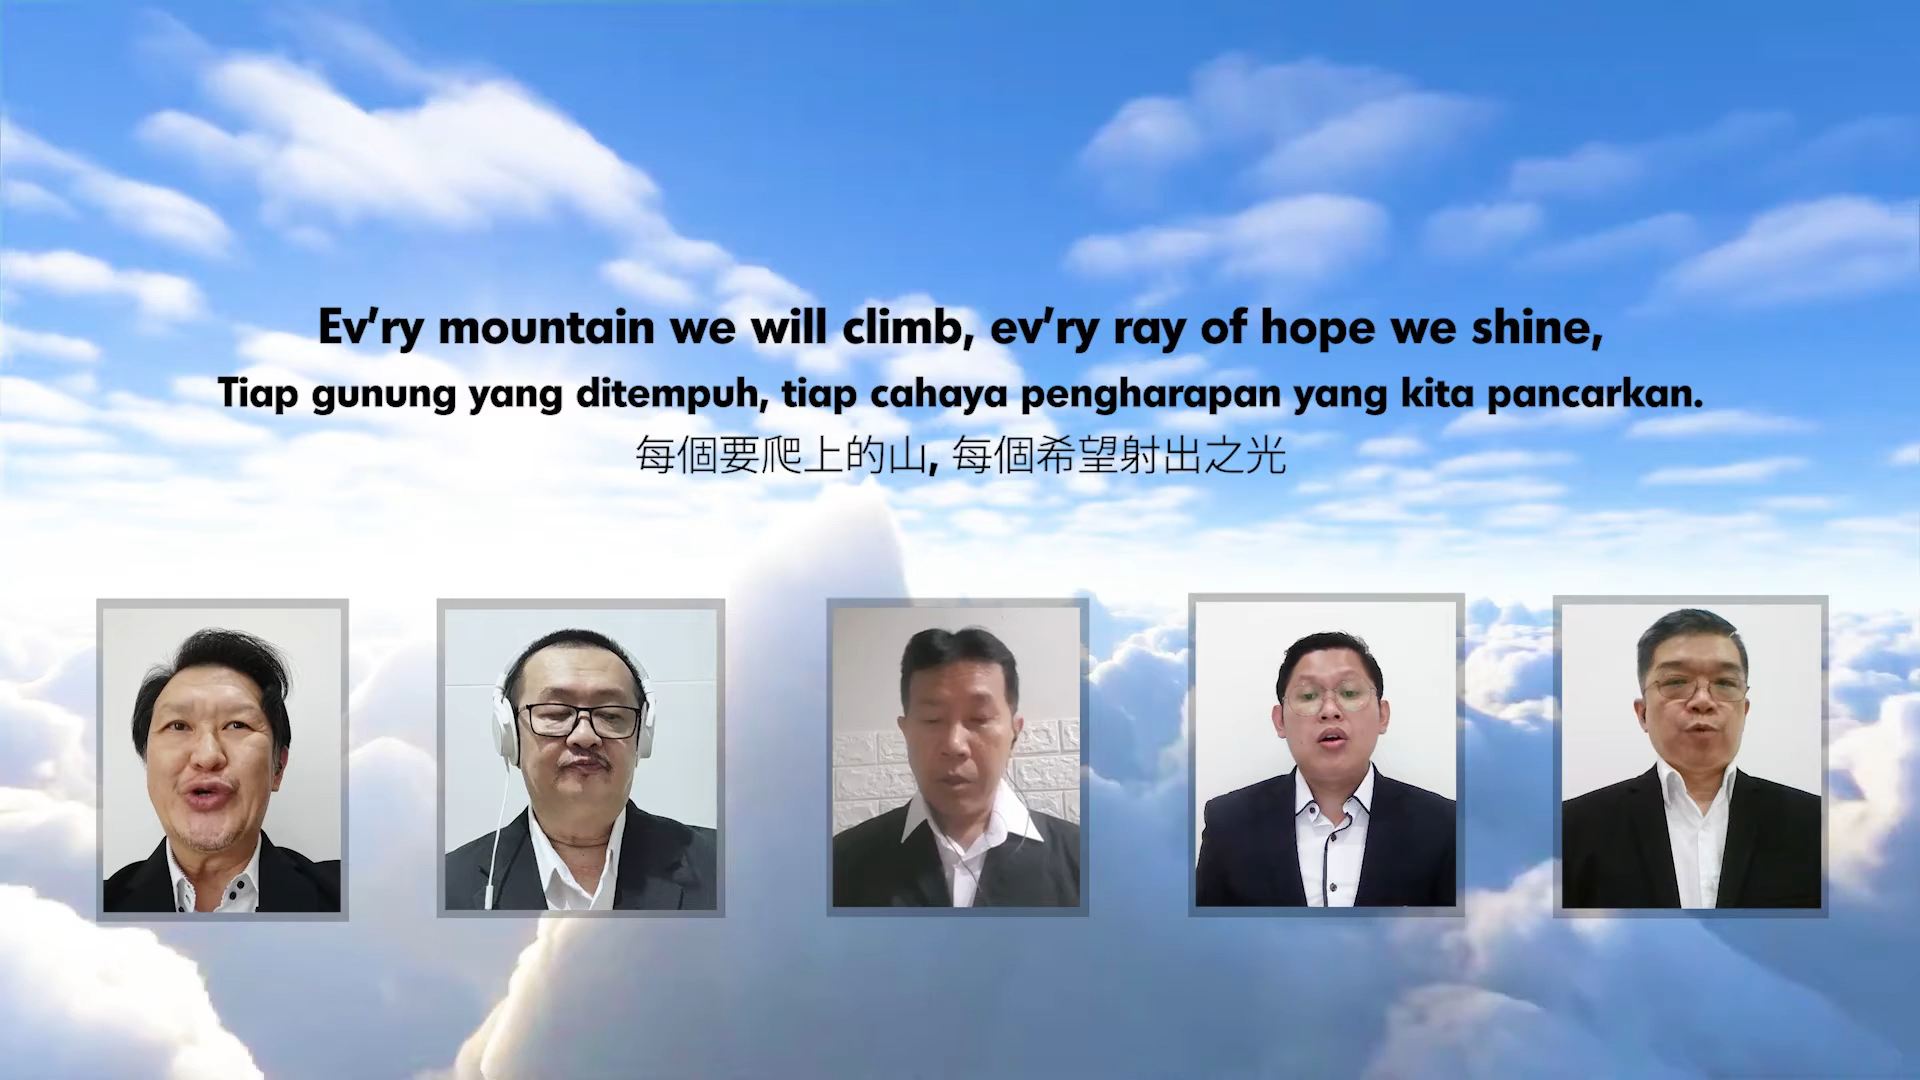 Ev'ry mountain we will climb, ev'ry ray of hope we shine,
Tiap gunung yang ditempuh, tiap cahaya pengharapan yang kita pancarkan.
每個要爬上的山, 每個希望射出之光